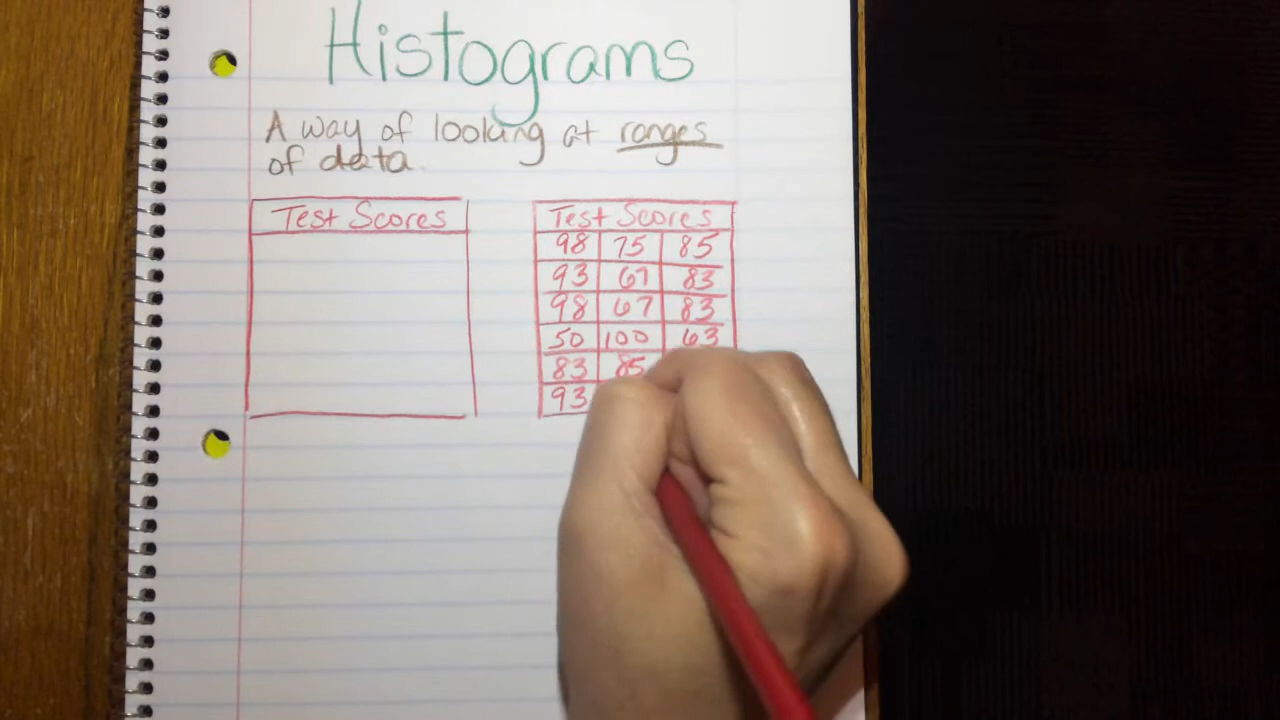 Histograms
A way of looking at ranges
of data.
Test Scores
Test Scores
98 75 85
93 67 83
98 67 83
50 100 63
83 85
93